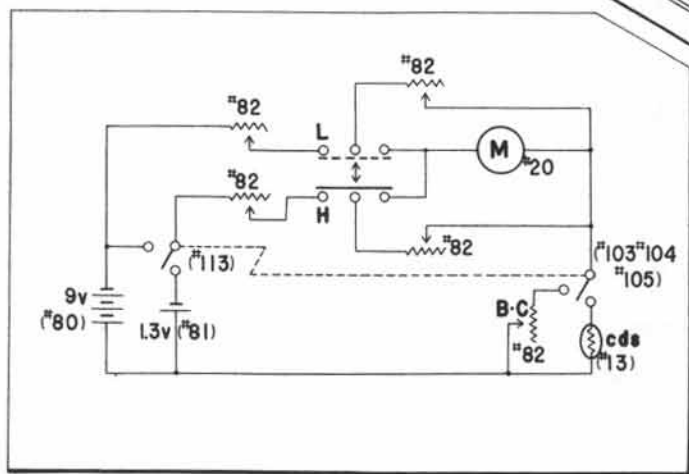 #82
#82
L
M
#20
#82
H
#82
(#113)
(#103 #104
#105)
9v
(#80)
1.3v (#81)
B·C
#82
cds
(#13)